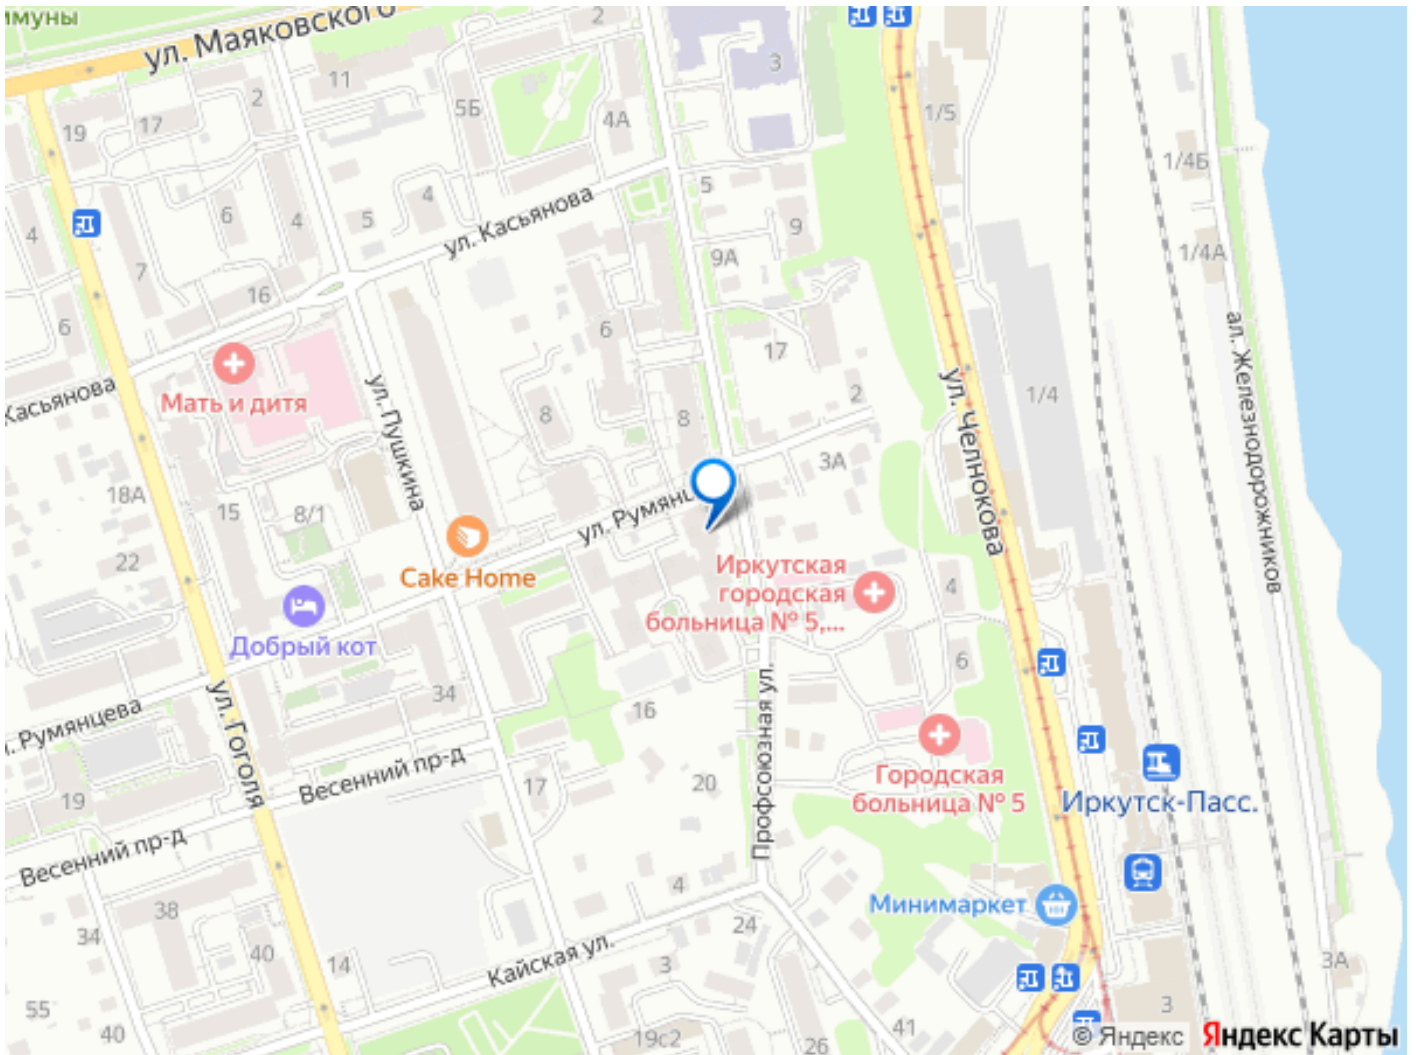 ммуны
ул. Маяковского
2
3
11
2
5Б
4А
1/5
19
17
1/4Б
4
6
4
5
4
ул. Касьянова
5
9
9А
1/4А
7
16
6
6
17
ал. Железнодорожников
Мать и дитя
Касьянова
ул. Пушкина
8
8
2
ул. Челнокова
1/4
3А
18А
15
8/1
ул. Румянц
22
Cake Home
Иркутская
городская
больница № 5,...
4
Добрый кот
6
34
ул. Гоголя
. Румянцева
16
Профсоюзная ул.
Городская
больница № 5
Иркутск-Пасс.
Весенний пр-д
17
20
19
Весенний пр-д
4
Минимаркет
38
24
34
40
14
Кайская ул.
3
3А
55
40
19с2
26
41
3
© Яндекс
Яндекс Карты